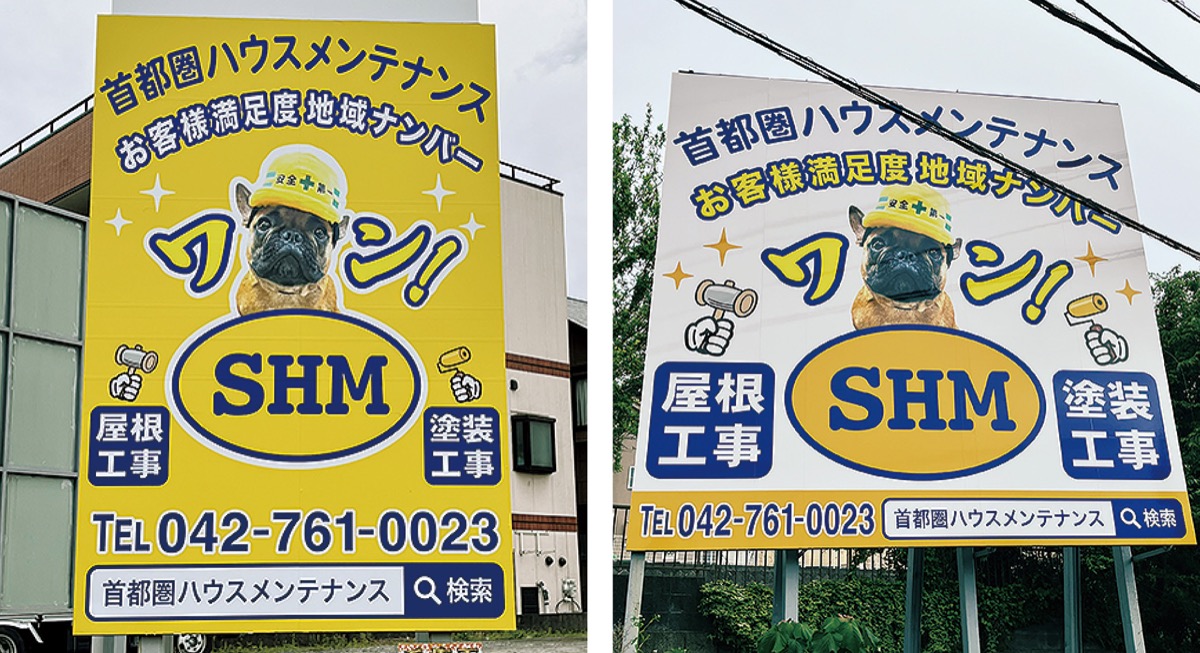 首都圏ハウスメンテナンス
お客様満足度 地域ナンバー
安全＋第一
ワン!
SHM
屋根
工事
塗装
工事
TEL 042-761-0023
首都圏ハウスメンテナンス 検索
首都圏ハウスメンテナンス
お客様満足度 地域ナンバー
安全＋第一
ワン!
SHM
屋根
工事
塗装
工事
TEL 042-761-0023 首都圏ハウスメンテナンス 検索